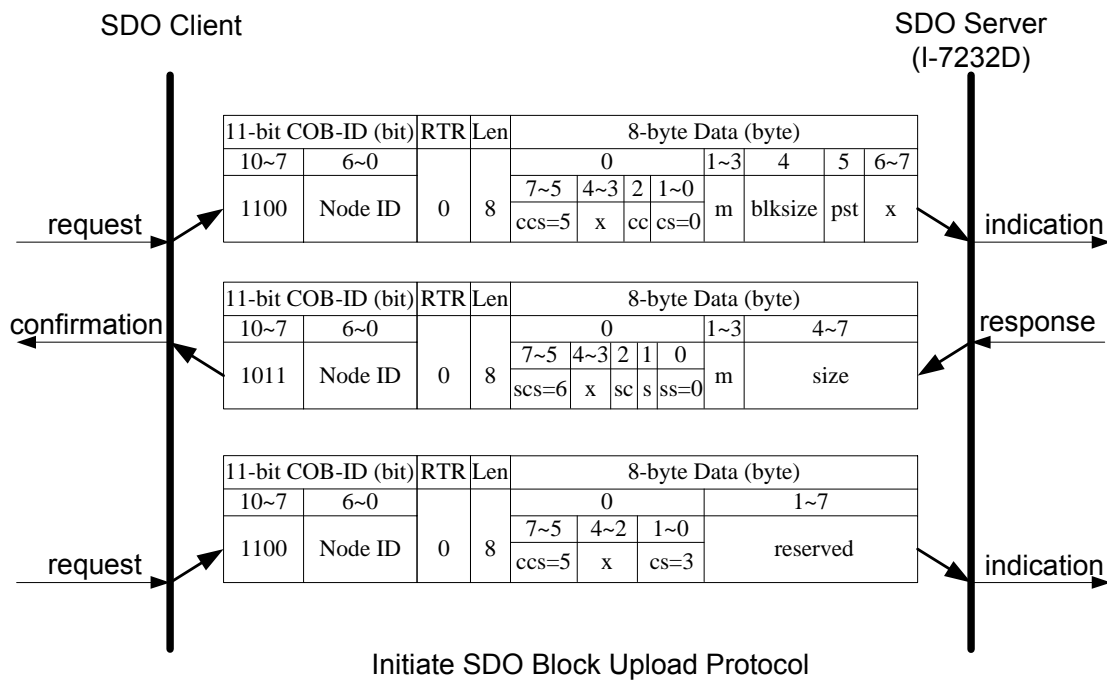 SDO Client
SDO Server
(I-7232D)
11-bit COB-ID (bit) RTR Len 8-byte Data (byte)
10~7 6~0 0 1~3 4 5 6~7
7~5 4~3 2 1~0
1100 Node ID 0 8 m blksize pst x
ccs=5 x cc cs=0
request
indication
11-bit COB-ID (bit) RTR Len 8-byte Data (byte)
10~7 6~0 0 1~3 4~7
confirmation
response
7~5 4~3 2 1 0
1011 Node ID 0 8 m size
scs=6 x sc s ss=0
11-bit COB-ID (bit) RTR Len 8-byte Data (byte)
10~7 6~0 0 1~7
7~5 4~2 1~0
1100 Node ID 0 8 reserved
ccs=5 x cs=3
request
indication
Initiate SDO Block Upload Protocol